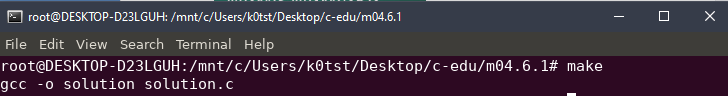 root@DESKTOP-D23LGUH: /mnt/c/Users/k0tst/Desktop/c-edu/m04.6.1
File Edit View Search Terminal Help
root@DESKTOP-D23LGUH:/mnt/c/Users/k0tst/Desktop/c-edu/m04.6.1# make
gcc -o solution solution.c